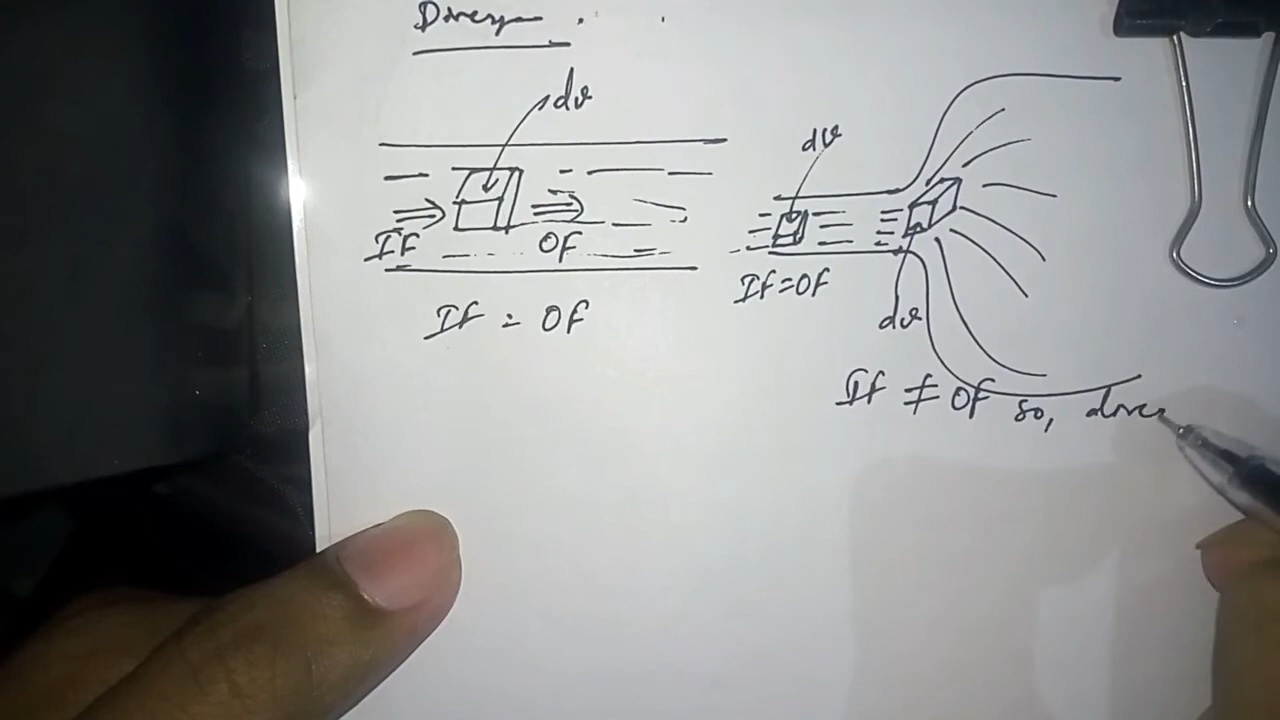 dv
dv
IF OF
IF = OF
IF=OF
dv
IF ≠ OF so,